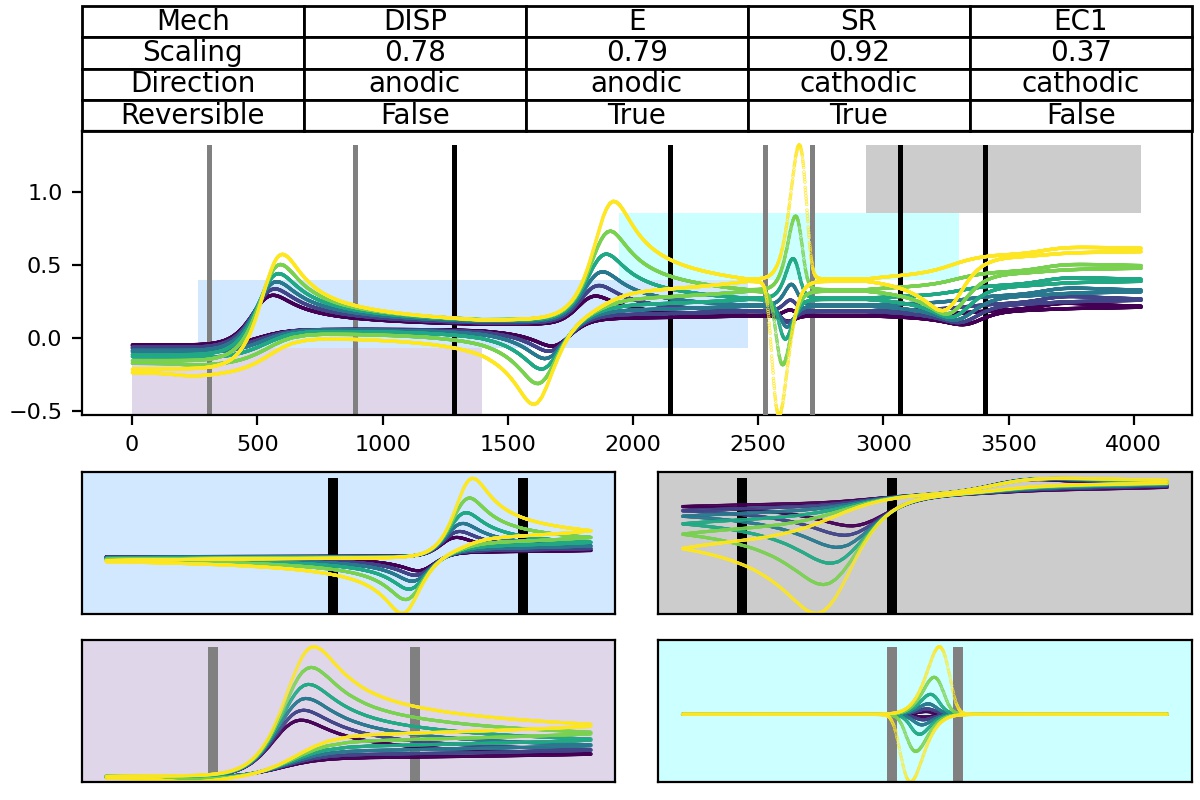 Mech DISP E SR EC1
Scaling 0.78 0.79 0.92 0.37
Direction anodic anodic cathodic cathodic
Reversible False True True False
1.0
0.5
0.0
−0.5
0 500 1000 1500 2000 2500 3000 3500 4000